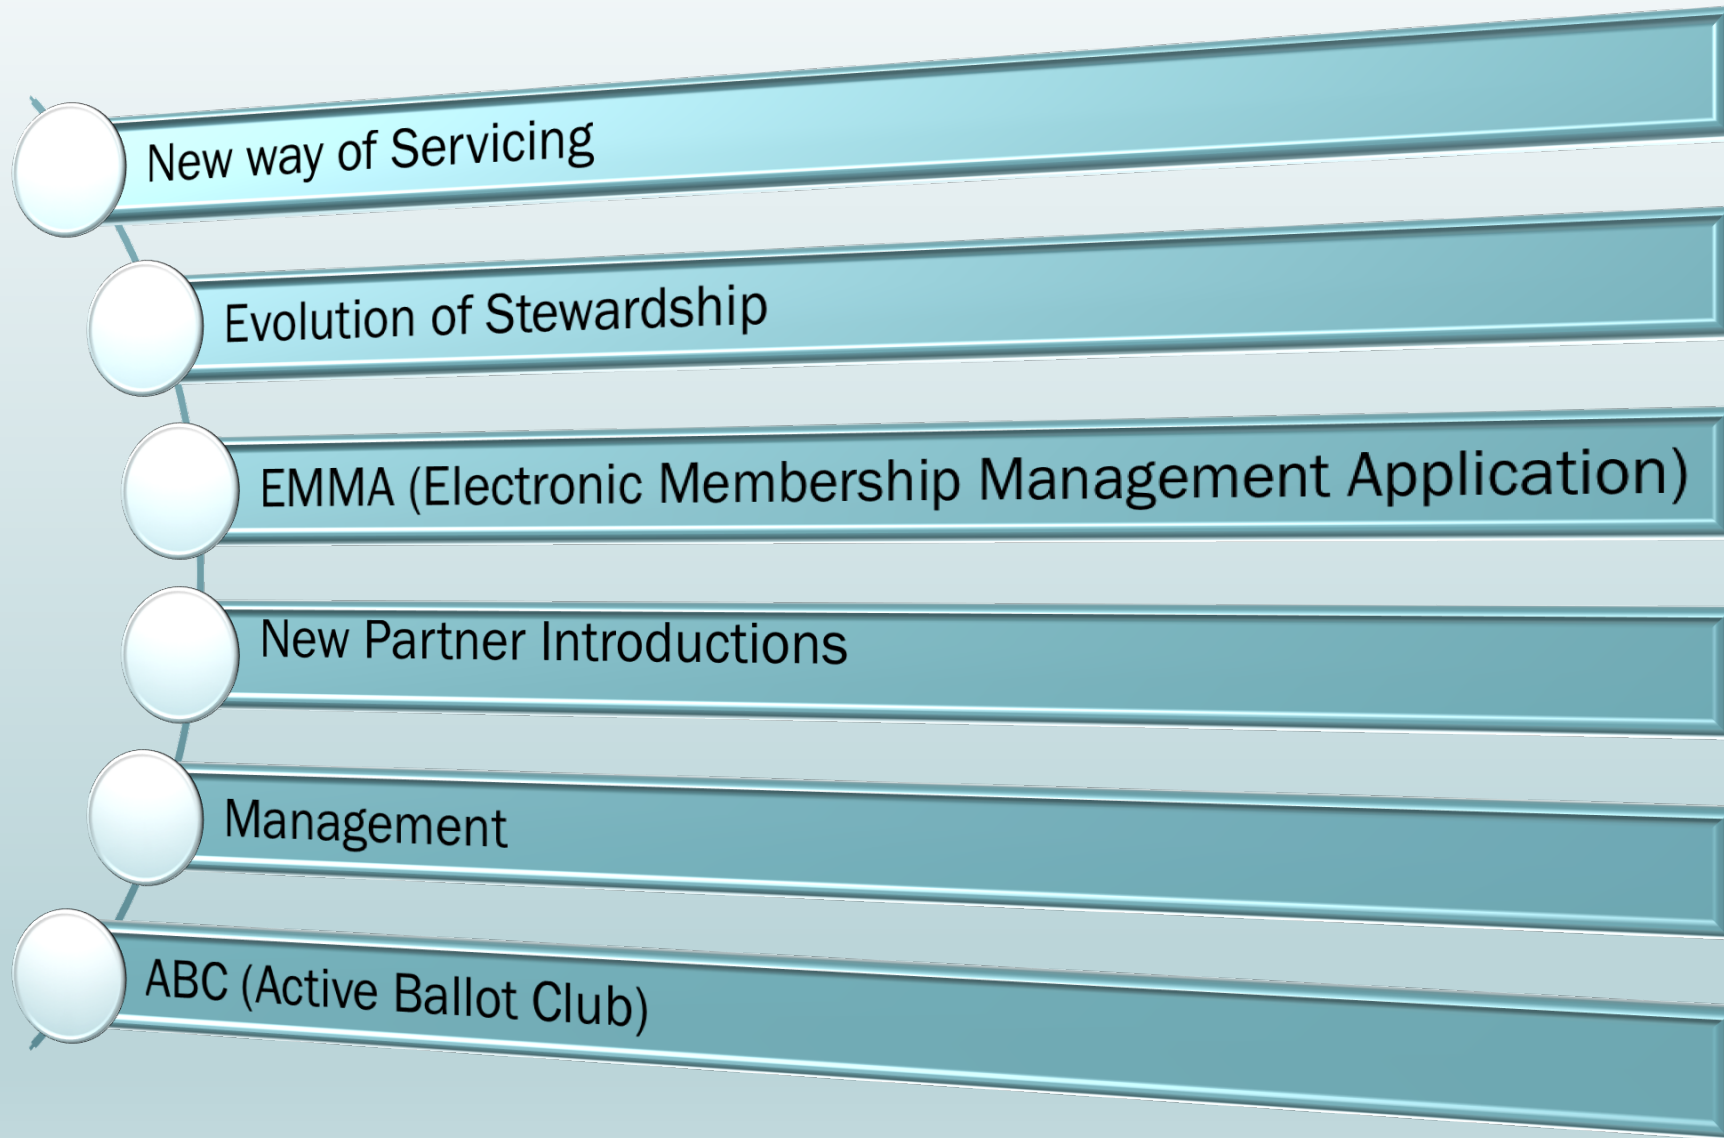 New way of Servicing
Evolution of Stewardship
EMMA (Electronic Membership Management Application)
New Partner Introductions
Management
ABC (Active Ballot Club)